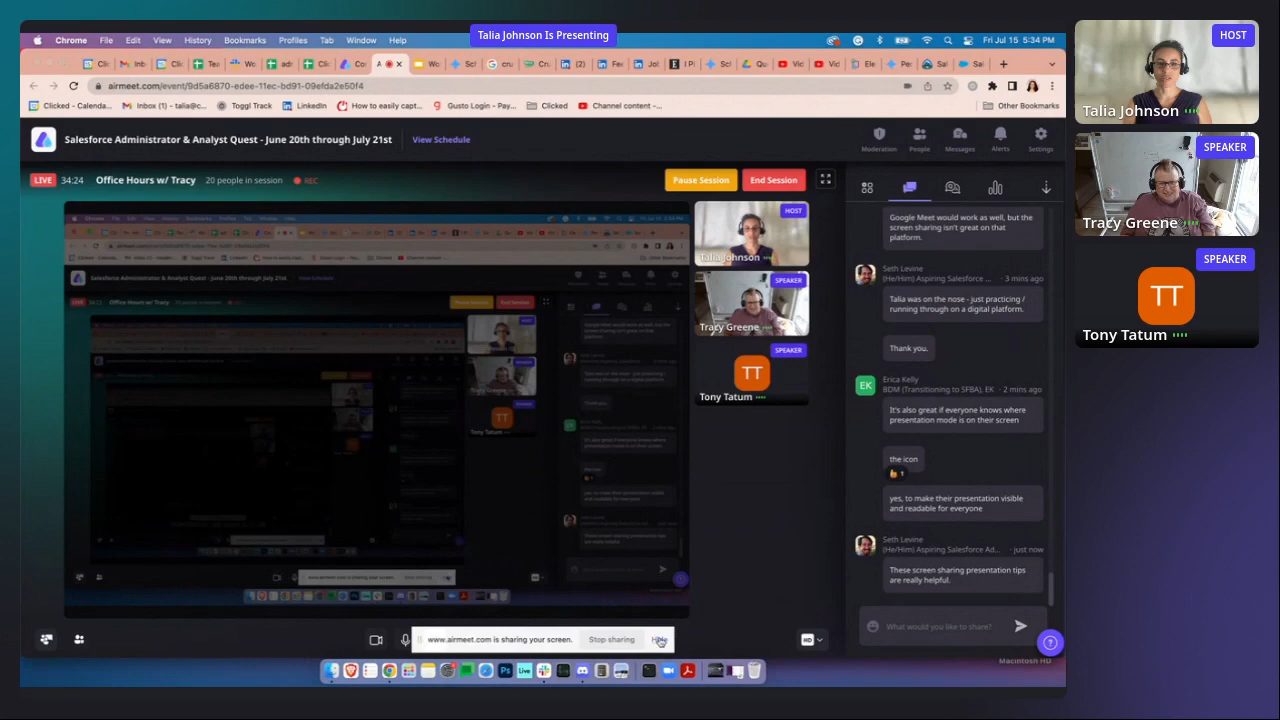 Talia Johnson Is Presenting
Chrome File Edit View History Bookmarks Profiles Tab Window Help
Fri Jul 15 5:34 PM
airmeet.com/event/9d5a6870-edee-11ec-bd91-09efda2e50f4
Clicked - Calenda... Inbox (1) - talia@c... Toggl Track LinkedIn How to easily capt... Gusto Login - Pay... Clicked Channel content -... Other Bookmarks
Salesforce Administrator & Analyst Quest - June 20th through July 21st View Schedule
Moderation People Messages Alerts Settings
LIVE 34:24 Office Hours w/ Tracy 20 people in session REC
Pause Session End Session
HOST
Talia Johnson
SPEAKER
Tracy Greene
SPEAKER
TT
Tony Tatum
Google Meet would work as well, but the
screen sharing isn't great on that
platform.
Seth Levine
(He/Him) Aspiring Salesforce ... · 3 mins ago
Talia was on the nose - just practicing /
running through on a digital platform.
Thank you.
EK
Erica Kelly
BDM (Transitioning to SFBA), EK · 2 mins ago
It's also great if everyone knows where
presentation mode is on their screen
the icon
1
yes, to make their presentation visible
and readable for everyone
Seth Levine
(He/Him) Aspiring Salesforce Ad... · just now
These screen sharing presentation tips
are really helpful.
What would you like to share?
www.airmeet.com is sharing your screen. Stop sharing
HD
Macintosh HD
HOST
Talia Johnson
SPEAKER
Tracy Greene
SPEAKER
TT
Tony Tatum